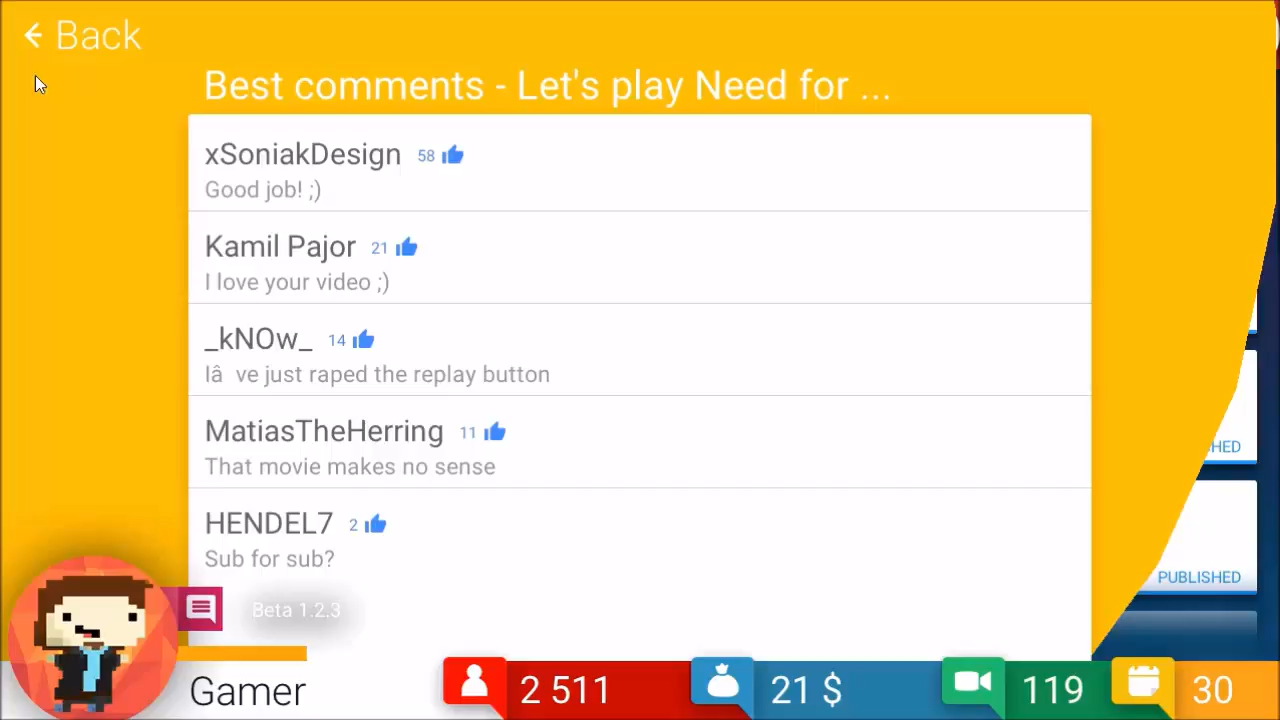 Back
Best comments - Let's play Need for ...
xSoniakDesign 58
Good job! ;)
Kamil Pajor 21
I love your video ;)
_kNOw_ 14
Iâ ve just raped the replay button
MatiasTheHerring 11
That movie makes no sense
HENDEL7 2
Sub for sub?
HED
PUBLISHED
Beta 1.2.3
Gamer
2 511
21 $
119
30